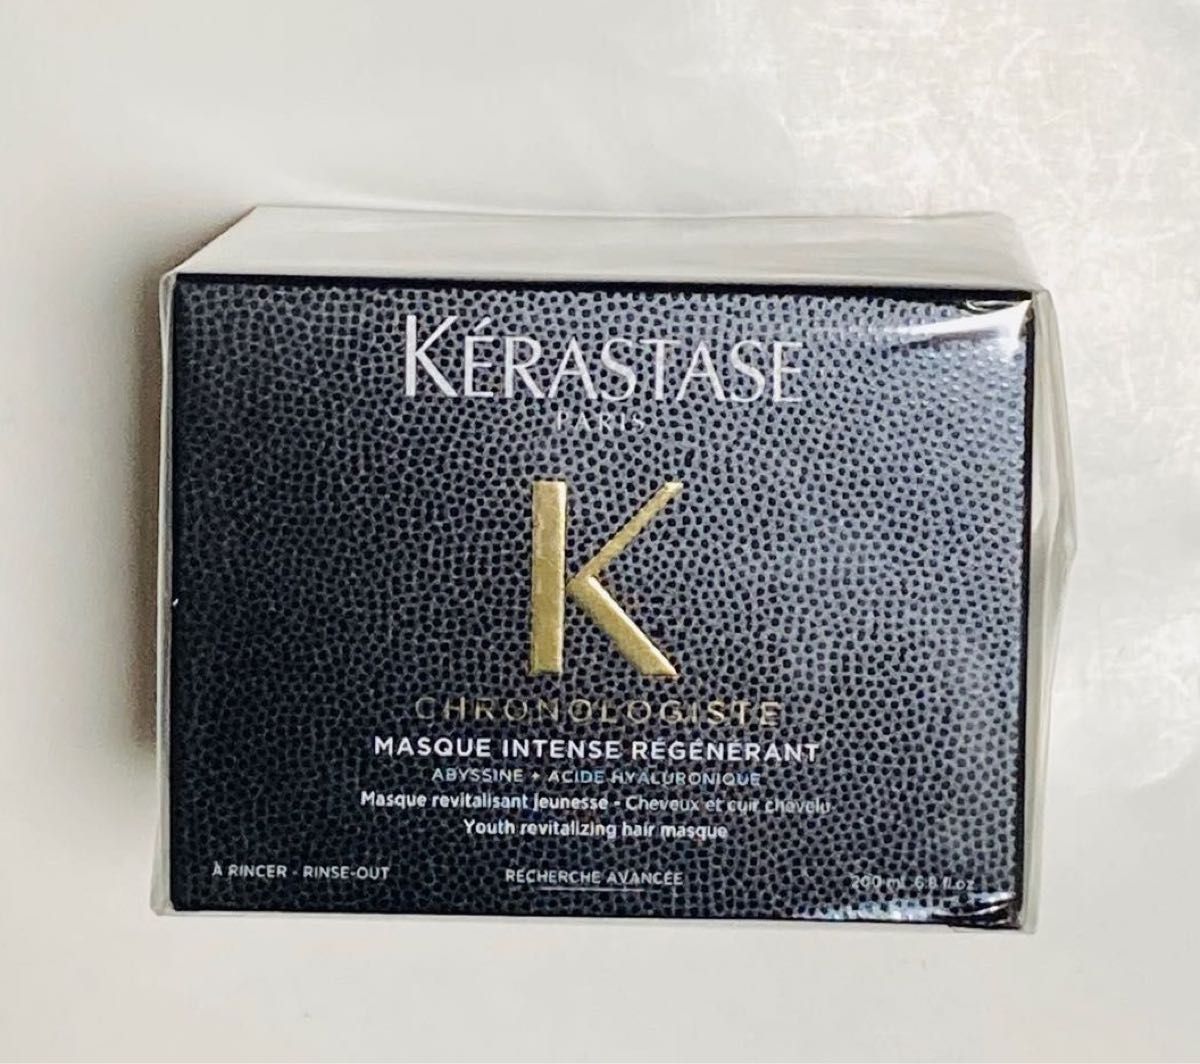 KÉRASTASE
PARIS
K
CHRONOLOGISTE
MASQUE INTENSE RÉGÉNÉRANT
ABYSSINE + ACIDE HYALURONIQUE
Masque revitalisant jeunesse - Cheveux et cuir chevelu
Youth revitalizing hair masque
À RINCER - RINSE-OUT
RECHERCHE AVANCÉE
200 ml 6.8 fl.oz